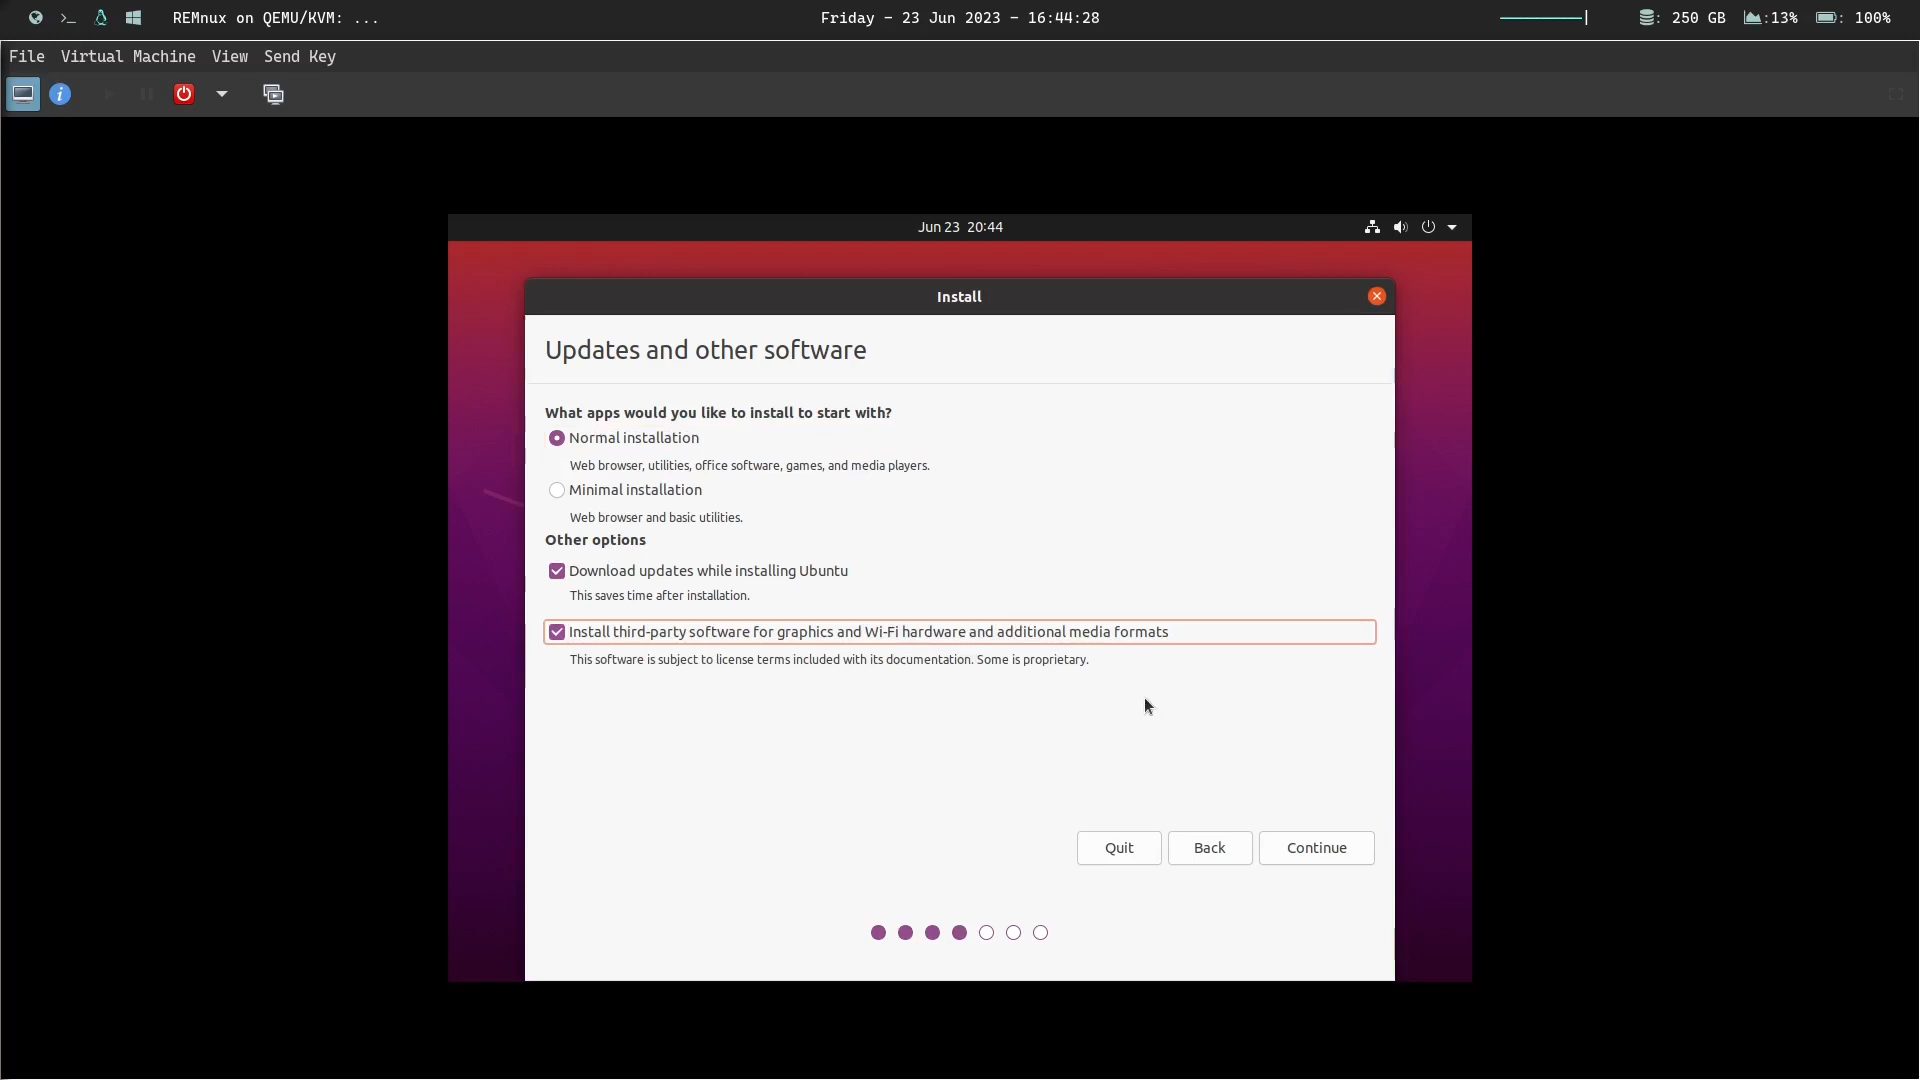 REMnux on QEMU/KVM: ...
Friday - 23 Jun 2023 - 16:44:28
: 250 GB :13% : 100%
File Virtual Machine View Send Key
Jun 23 20:44
Install
Updates and other software
What apps would you like to install to start with?
Normal installation
Web browser, utilities, office software, games, and media players.
Minimal installation
Web browser and basic utilities.
Other options
Download updates while installing Ubuntu
This saves time after installation.
Install third-party software for graphics and Wi-Fi hardware and additional media formats
This software is subject to license terms included with its documentation. Some is proprietary.
Quit Back Continue